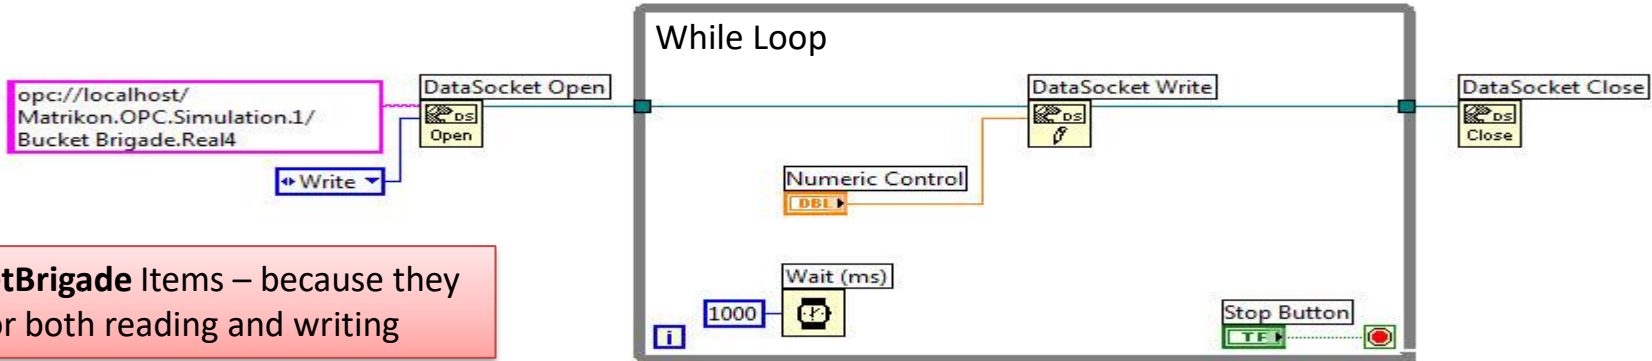 While Loop
opc://localhost/
Matrikon.OPC.Simulation.1/
Bucket Brigade.Real4
DataSocket Open
DS
Open
Write
DataSocket Write
DS
DataSocket Close
DS
Close
Numeric Control
DBL
tBrigade Items – because they
r both reading and writing
Wait (ms)
1000
i
Stop Button
TF